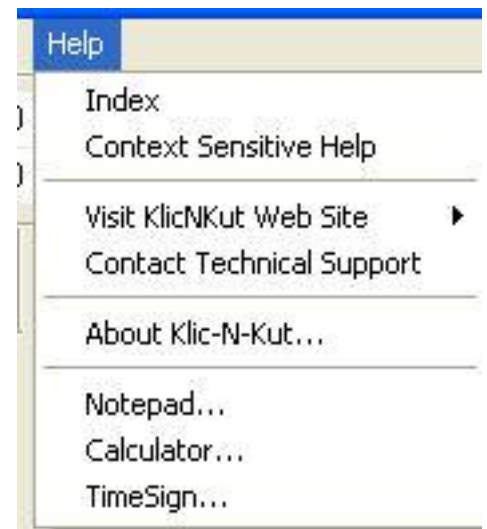 Help
Index
Context Sensitive Help
Visit KlicNKut Web Site
Contact Technical Support
About Klic-N-Kut...
Notepad...
Calculator...
TimeSign...